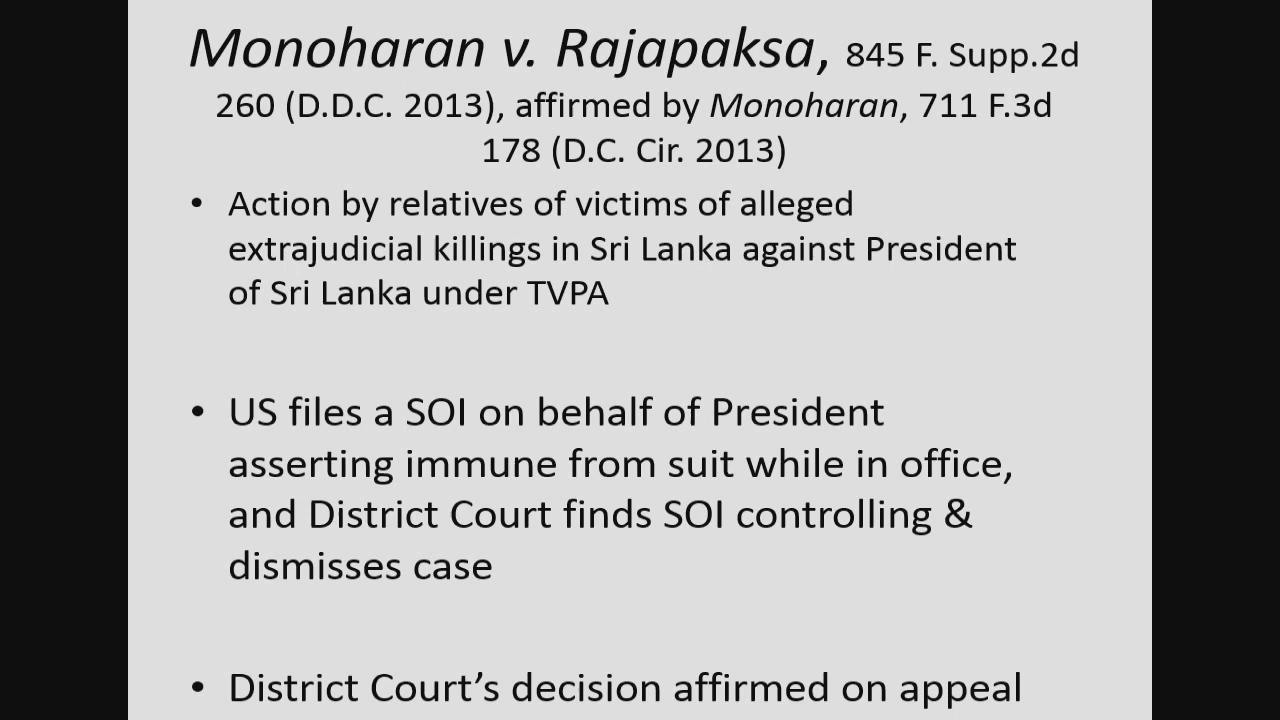 Monoharan v. Rajapaksa, 845 F. Supp.2d
260 (D.D.C. 2013), affirmed by Monoharan, 711 F.3d
178 (D.C. Cir. 2013)
• Action by relatives of victims of alleged
extrajudicial killings in Sri Lanka against President
of Sri Lanka under TVPA
• US files a SOI on behalf of President
asserting immune from suit while in office,
and District Court finds SOI controlling &
dismisses case
• District Court’s decision affirmed on appeal